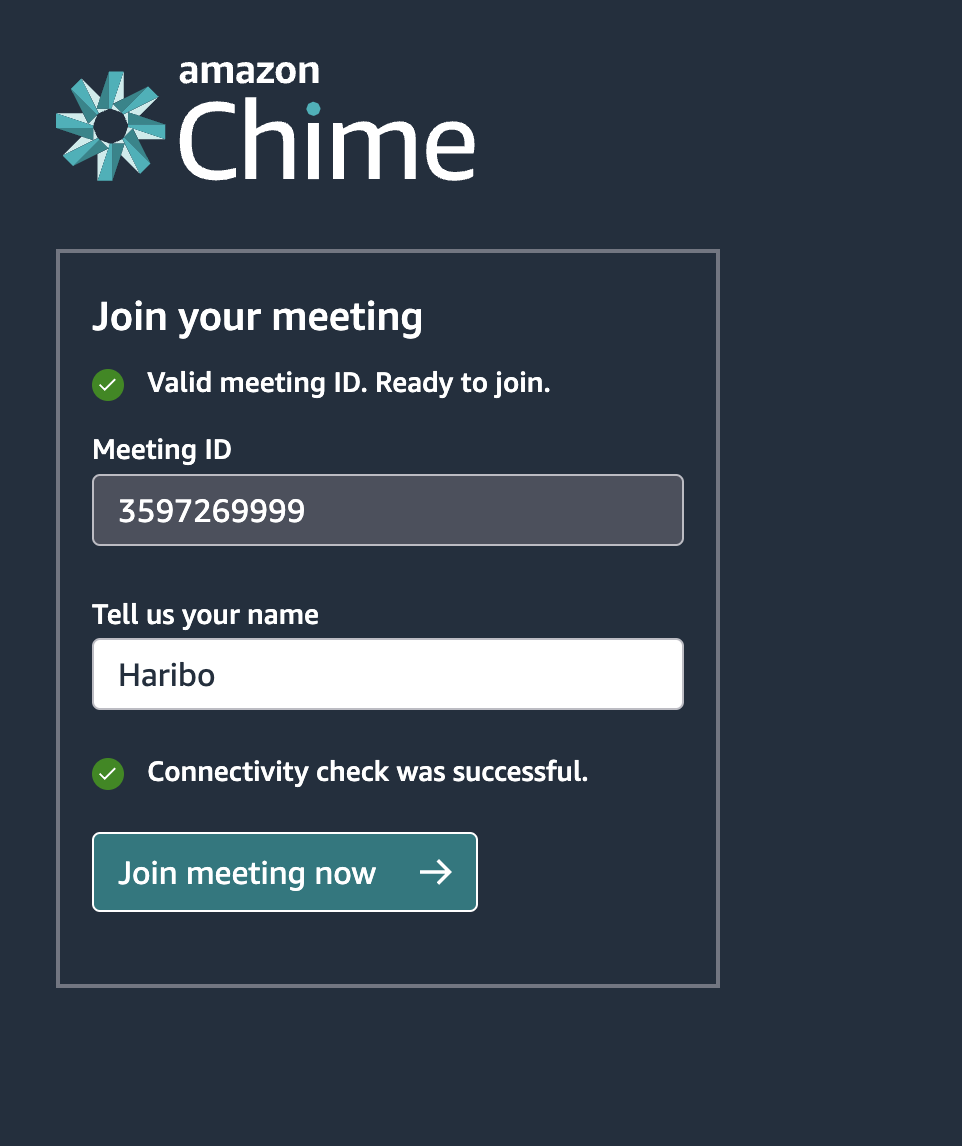 amazon
Chime
Join your meeting
Valid meeting ID. Ready to join.
Meeting ID
3597269999
Tell us your name
Haribo
Connectivity check was successful.
Join meeting now